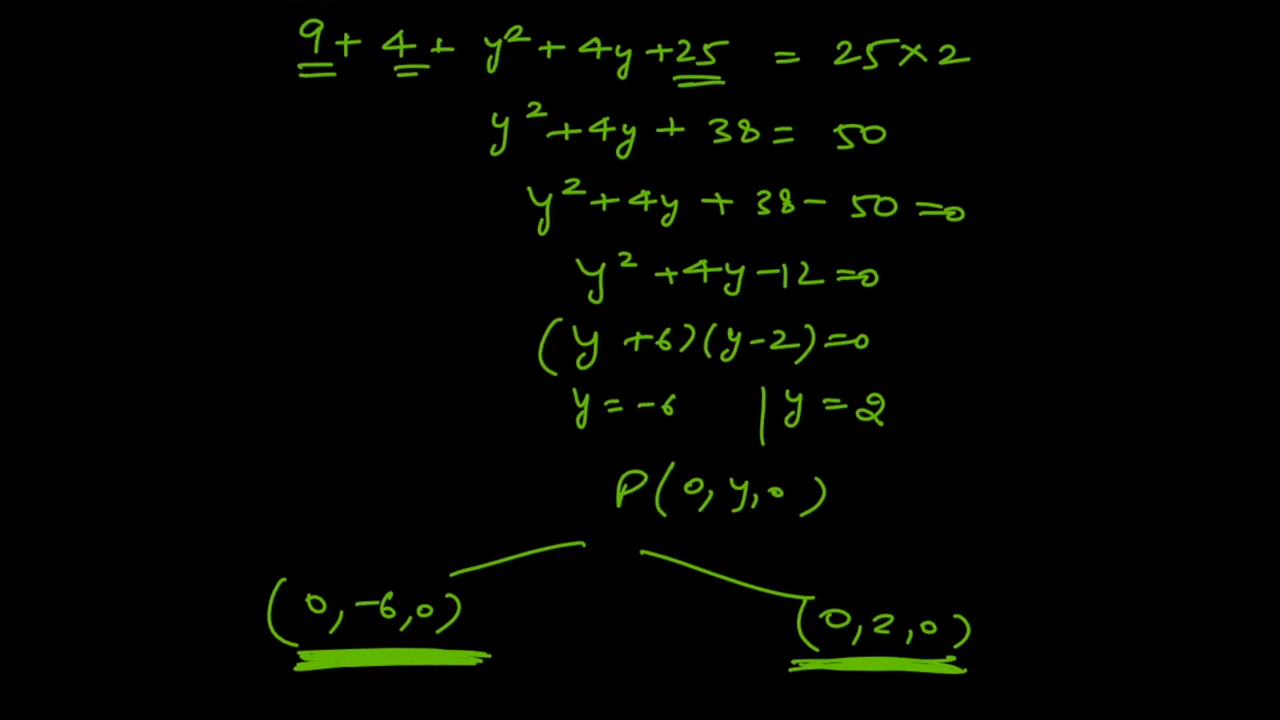 9 + 4 + y² + 4y + 25 = 25 × 2
y² + 4y + 38 = 50
y² + 4y + 38 - 50 = 0
y² + 4y - 12 = 0
(y + 6)(y - 2) = 0
y = -6 | y = 2
P(0, y, 0)
(0, -6, 0) (0, 2, 0)